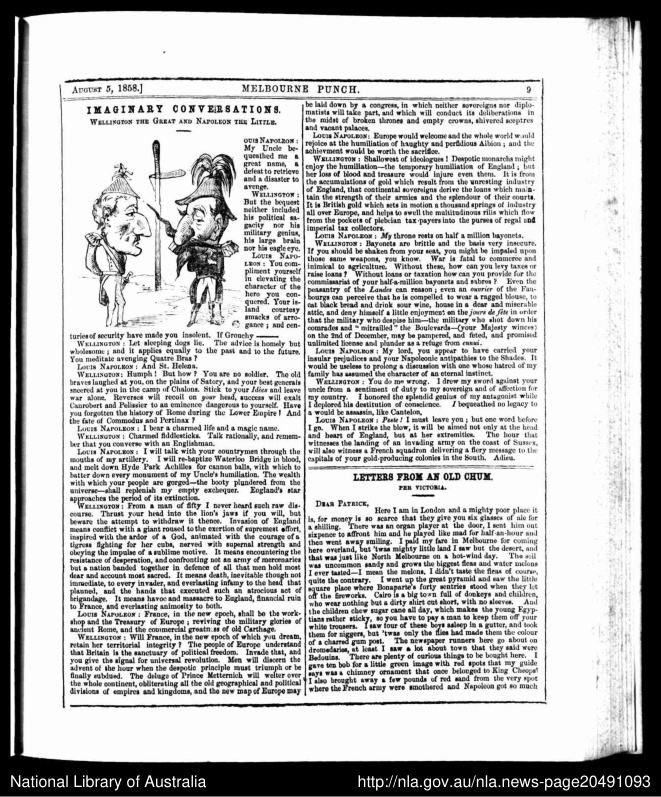 AUGUST 5, 1858.]
MELBOURNE PUNCH.
9
IMAGINARY CONVERSATIONS.
WELLINGTON THE GREAT AND NAPOLEON THE LITTLE.
OUIS NAPOLEON :
My Uncle be-
queathed me a
great name, a
defeat to retrieve
and a disaster to
avenge.
WELLINGTON :
But the bequest
neither included
his political sa-
gacity nor his
military genius,
his large brain
nor his eagle eye.
LOUIS NAPO-
LEON : You com-
pliment yourself
in elevating the
character of the
hero you con-
quered. Your is-
land courtesy
smacks of arro-
gance ; and cen-
turies of security have made you insolent. If Grouchy ———
WELLINGTON : Let sleeping dogs lie. The advice is homely but
wholesome ; and it applies equally to the past and to the future.
You meditate avenging Quatre Bras ?
LOUIS NAPOLEON : And St. Helena.
WELLINGTON : Humph ! But how ? You are no soldier. The old
braves laughed at you, on the plains of Satory, and your best generals
sneered at you in the camp of Chalons. Stick to your Idées and leave
war alone. Reverses will recoil on your head, success will exalt
Canrobert and Pelissier to an eminence dangerous to yourself. Have
you forgotten the history of Rome during the Lower Empire ! And
the fate of Commodus and Pertinax ?
LOUIS NAPOLEON : I bear a charmed life and a magic name.
WELLINGTON : Charmed fiddlesticks. Talk rationally, and remem-
ber that you converse with an Englishman.
LOUIS NAPOLEON : I will talk with your countrymen through the
mouths of my artillery. I will re-baptize Waterloo Bridge in blood,
and melt down Hyde Park Achilles for cannon balls, with which to
batter down every monument of my Uncle's humiliation. The wealth
with which your people are gorged—the booty plundered from the
universe—shall replenish my empty exchequer. England's star
approaches the period of its extinction.
WELLINGTON : From a man of fifty I never heard such raw dis-
course. Thrust your head into the lion's jaws if you will, but
beware the attempt to withdraw it thence. Invasion of England
means conflict with a giant roused to the exertion of supremest effort,
inspired with the ardor of a God, animated with the courage of a
tigress fighting for her cubs, nerved with supernal strength and
obeying the impulse of a sublime motive. It means encountering the
resistance of desperation, and confronting not an army of mercenaries
but a nation banded together in defence of all that men hold most
dear and account most sacred. It means death, inevitable though not
immediate, to every invader, and everlasting infamy to the head that
planned, and the hands that executed such an atrocious act of
brigandage. It means havoc and massacre to England, financial ruin
to France, and everlasting animosity to both.
LOUIS NAPOLEON : France, in the new epoch, shall be the work-
shop and the Treasury of Europe ; reviving the military glories of
ancient Rome, and the commercial greatness of old Carthage.
WELLINGTON : Will France, in the new epoch of which you dream,
retain her territorial integrity ? The people of Europe understand
that Britain is the sanctuary of political freedom. Invade that, and
you give the signal for universal revolution. Men will discern the
advent of the hour when the despotic principle must triumph or be
finally subdued. The deluge of Prince Metternich will welter over
the whole continent, obliterating all the old geographical and political
divisions of empires and kingdoms, and the new map of Europe may
be laid down by a congress, in which neither sovereigns nor diplo-
matists will take part, and which will conduct its deliberations in
the midst of broken thrones and empty crowns, shivered sceptres
and vacant palaces.
LOUIS NAPOLEON: Europe would welcome and the whole world would
rejoice at the humiliation of haughty and perfidious Albion ; and the
achievment would be worth the sacrifice.
WELLINGTON : Shallowest of ideologues ! Despotic monarchs might
enjoy the humiliation—the temporary humiliation of England ; but
her loss of blood and treasure would injure even them. It is from
the accumulations of gold which result from the unresting industry
of England, that continental sovereigns derive the loans which main-
tain the strength of their armies and the splendour of their courts.
It is British gold which sets in motion a thousand springs of industry
all over Europe, and helps to swell the multitudinous rills which flow
from the pockets of plebeian tax-payers into the purses of regal and
imperial tax collectors.
LOUIS NAPOLEON : My throne rests on half a million bayonets.
WELLINGTON : Bayonets are brittle and the basis very insecure.
If you should be shaken from your seat, you might be impaled upon
those same weapons, you know. War is fatal to commerce and
inimical to agriculture. Without these, how can you levy taxes or
raise loans ? Without loans or taxation how can you provide for the
commissariat of your half-a-million bayonets and sabres ? Even the
peasantry of the Landes can reason ; even an ouvrier of the Fau-
bourgs can perceive that he is compelled to wear a ragged blouse, to
eat black bread and drink sour wine, house in a dear and miserable
attic, and deny himself a little enjoyment on the jours de fête in order
that the military who despise him—the military who shot down his
comrades and "mitrailled" the Boulevards—(your Majesty winces)
on the 2nd of December, may be pampered, and feted, and promised
unlimited license and plunder as a refuge from ennui.
LOUIS NAPOLEON : My lord, you appear to have carried your
insular prejudices and your Napoleonic antipathies to the Shades. It
would be useless to prolong a discussion with one whose hatred of my
family has assumed the character of an eternal instinct.
WELLINGTON : You do me wrong. I drew my sword against your
uncle from a sentiment of duty to my sovereign and of affection for
my country. I honored the splendid genius of my antagonist while
I deplored his destitution of conscience. I bequeathed no legacy to
a would be assassin, like Cantelon,
LOUIS NAPOLEON : Peste ! I must leave you ; but one word before
I go. When I strike the blow, it will be aimed not only at the head
and heart of England, but at her extremities. The hour that
witnesses the landing of an invading army on the coast of Sussex,
will also witness a French squadron delivering a fiery message to the
capitals of your gold-producing colonies in the South. Adieu.
LETTERS FROM AN OLD CHUM.
PER VICTORIA.
DEAR PATRICK,
Here I am in London and a mighty poor place it
is, for money is so scarce that they give you six glasses of ale for
a shilling. There was an organ player at the door, I sent him out
sixpence to affront him and he played like mad for half-an-hour and
then went away smiling. I paid my fare in Melbourne for coming
here overland, but 'twas mighty little land I saw but the desert, and
that was just like North Melbourne on a hot-wind day. The soil
was uncommon sandy and grows the biggest fleas and water melons
I ever tasted—I mean the melons, I didn't taste the fleas of course,
quite the contrary. I went up the great pyramid and saw the little
square place where Bonaparte's forty sentries stood when they let
off the fireworks. Cairo is a big town full of donkeys and children,
who wear nothing but a dirty shirt cut short, with no sleeves. And
the children chew sugar cane all day, which makes the young Egyp-
tians rather sticky, so you have to pay a man to keep them off your
white trousers. I saw four of these boys asleep in a gutter, and took
them for niggers, but 'twas only the flies had made them the colour
of a charred gum post. The newspaper runners here go about on
dromedaries, at least I saw a lot about town that they said were
Bedouins. There are plenty of curious things to be bought here. I
gave ten bob for a little green image with red spots that my guide
says was a chimney ornament that once belonged to King Cheops!
I also brought away a few pounds of red sand from the very spot
where the French army were smothered and Napoleon got so much
National Library of Australia
http://nla.gov.au/nla.news-page20491093